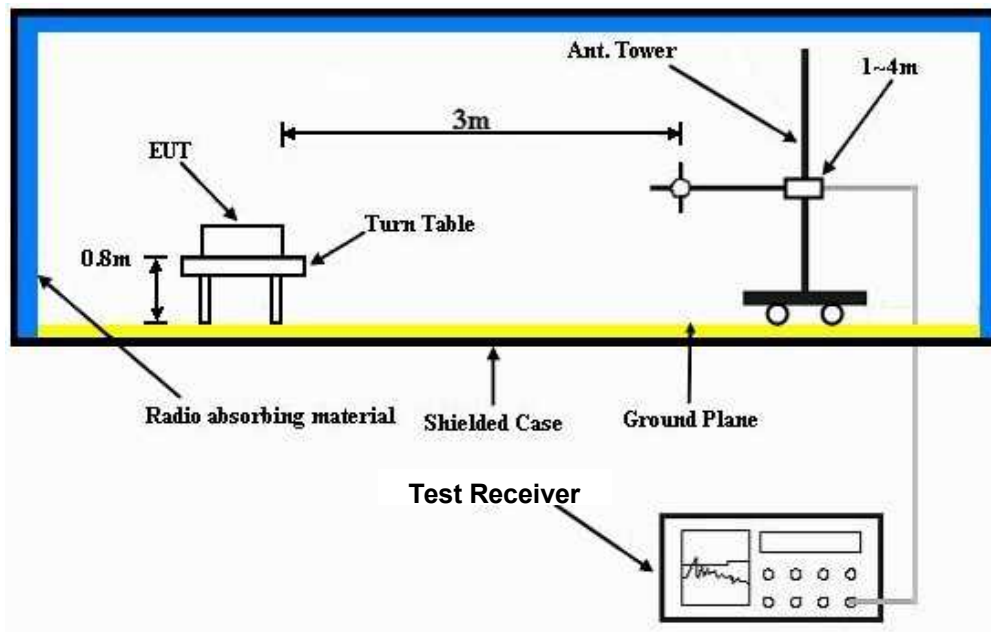 Ant. Tower
1~4m
3m
EUT
Turn Table
0.8m
Radio absorbing material
Shielded Case
Ground Plane
Test Receiver